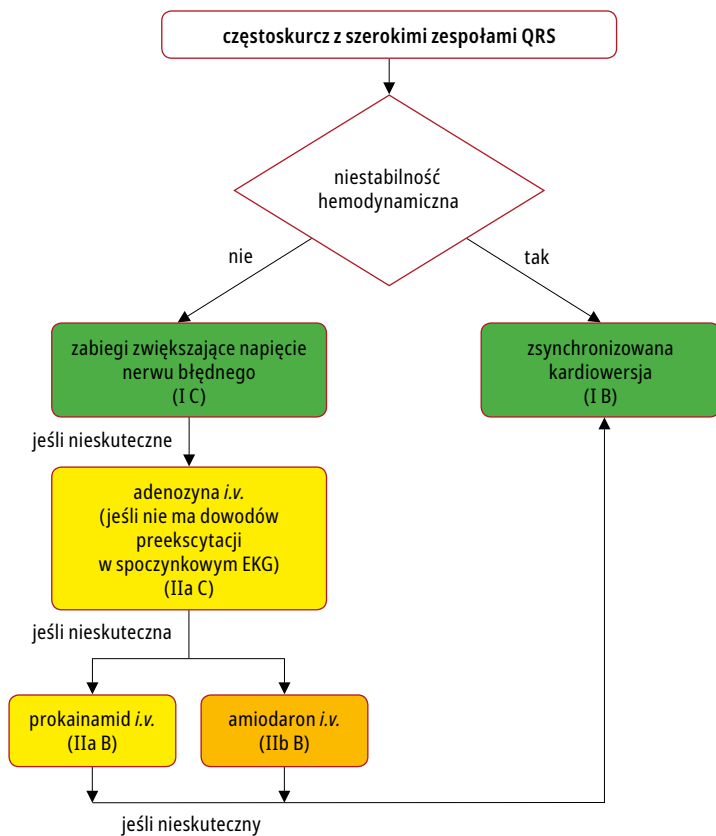 częstoskurcz z szerokimi zespołami QRS
niestabilność
hemodynamiczna
nie
tak
zabiegi zwiększające napięcie
nerwu błędnego
(I C)
zsynchronizowana
kardiowersja
(I B)
jeśli nieskuteczne
adenozyna i.v.
(jeśli nie ma dowodów
preekscytacji
w spoczynkowym EKG)
(IIa C)
jeśli nieskuteczna
prokainamid i.v.
(IIa B)
amiodaron i.v.
(IIb B)
jeśli nieskuteczny